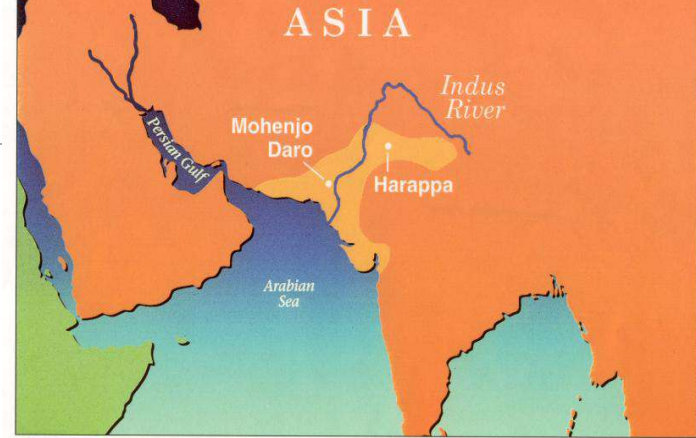 ASIA
Indus
River
Mohenjo
Daro
Persian Gulf
Harappa
Arabian
Sea